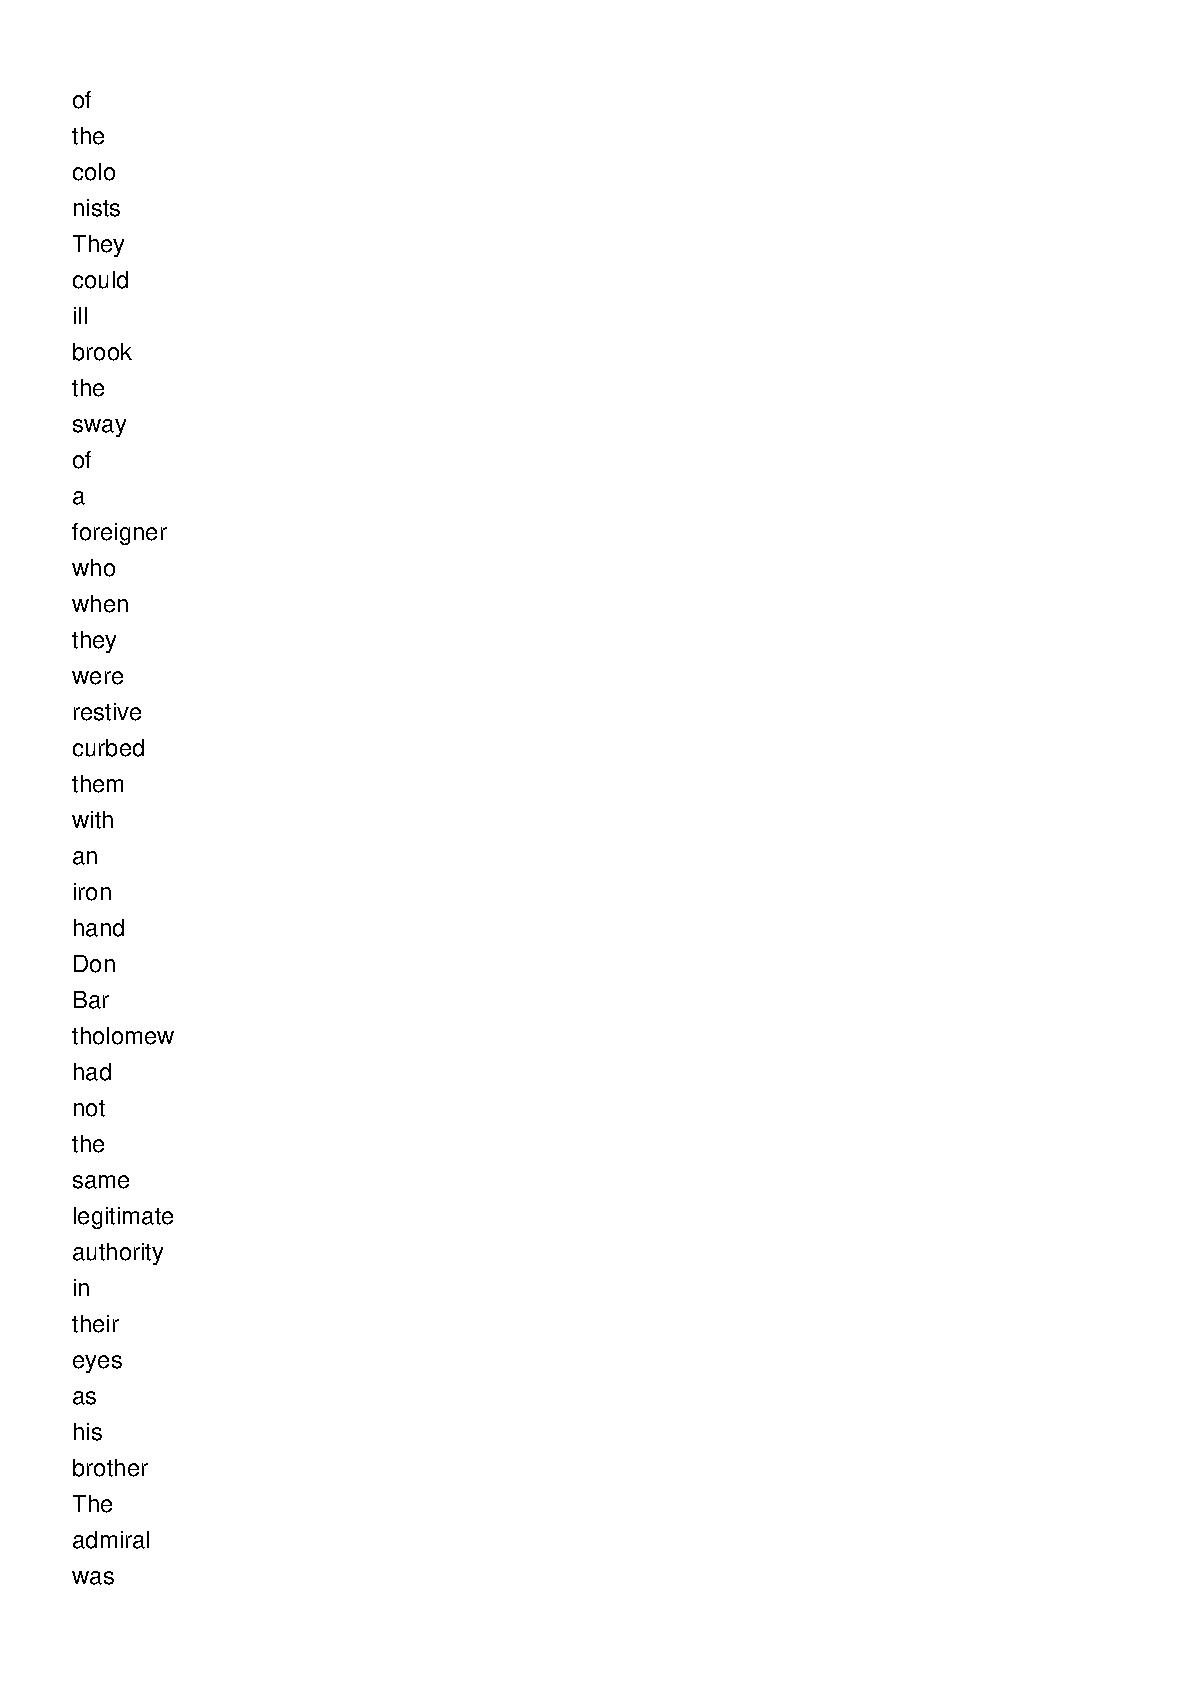 of
the
colo
nists
They
could
ill
brook
the
sway
of
a
foreigner
who
when
they
were
restive
curbed
them
with
an
iron
hand
Don
Bar
tholomew
had
not
the
same
legitimate
authority
in
their
eyes
as
his
brother
The
admiral
was